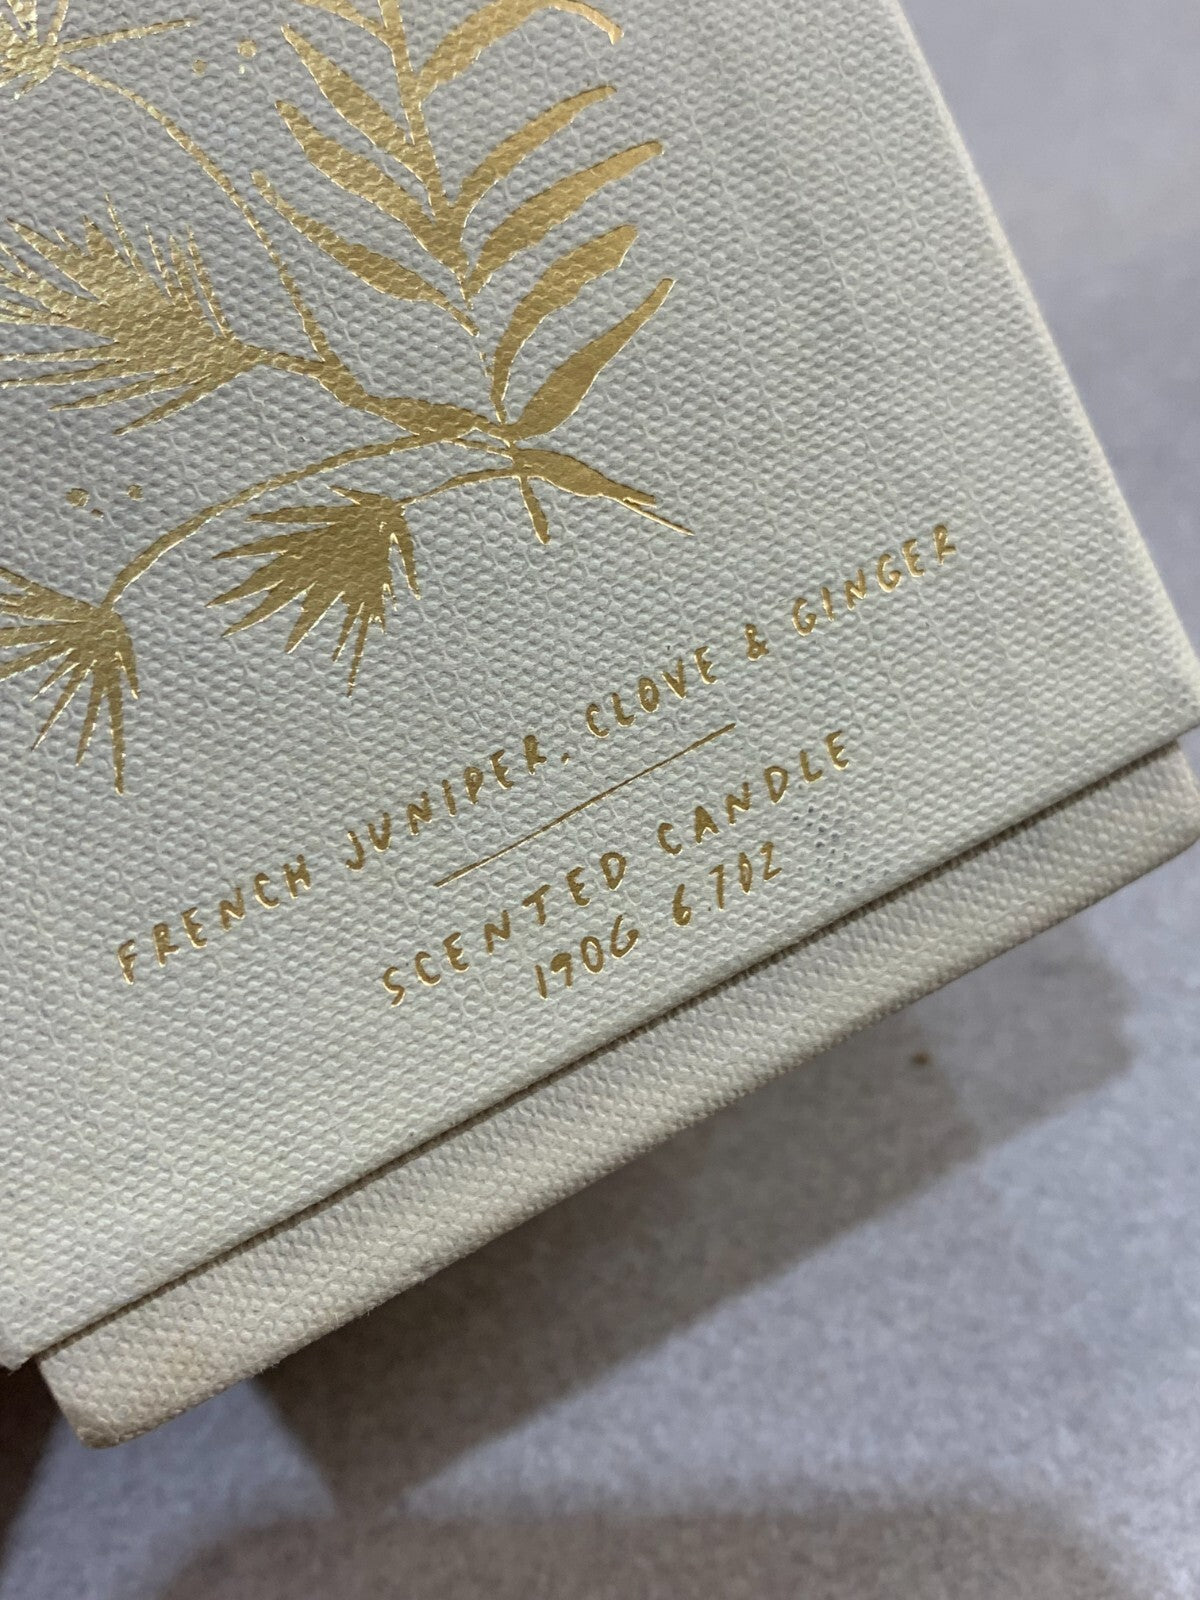 FRENCH JUNIPER, CLOVE & GINGER
SCENTED CANDLE
190G 6.7OZ